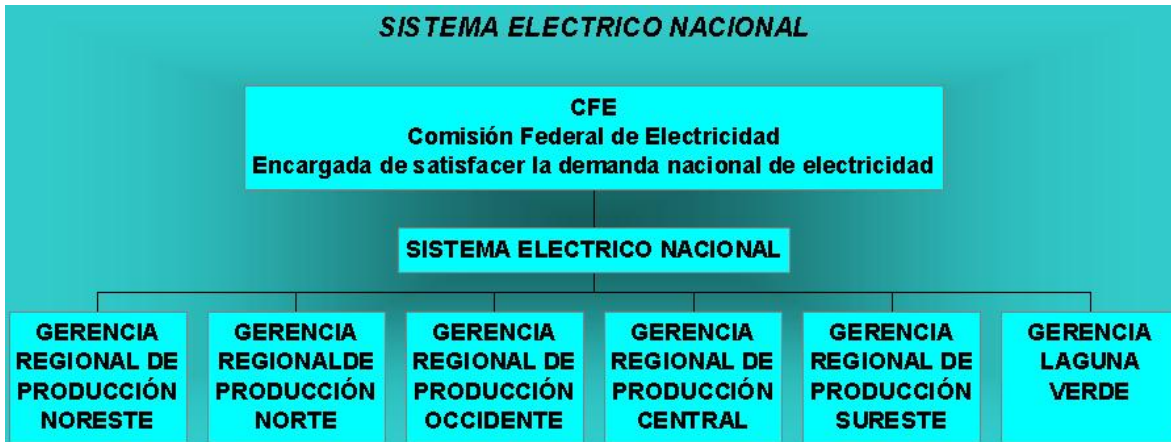 SISTEMA ELECTRICO NACIONAL
CFE
Comisión Federal de Electricidad
Encargada de satisfacer la demanda nacional de electricidad
SISTEMA ELECTRICO NACIONAL
GERENCIA
REGIONAL DE
PRODUCCIÓN
NORESTE
GERENCIA
REGIONALDE
PRODUCCIÓN
NORTE
GERENCIA
REGIONAL DE
PRODUCCIÓN
OCCIDENTE
GERENCIA
REGIONAL DE
PRODUCCIÓN
CENTRAL
GERENCIA
REGIONAL DE
PRODUCCIÓN
SURESTE
GERENCIA
LAGUNA
VERDE